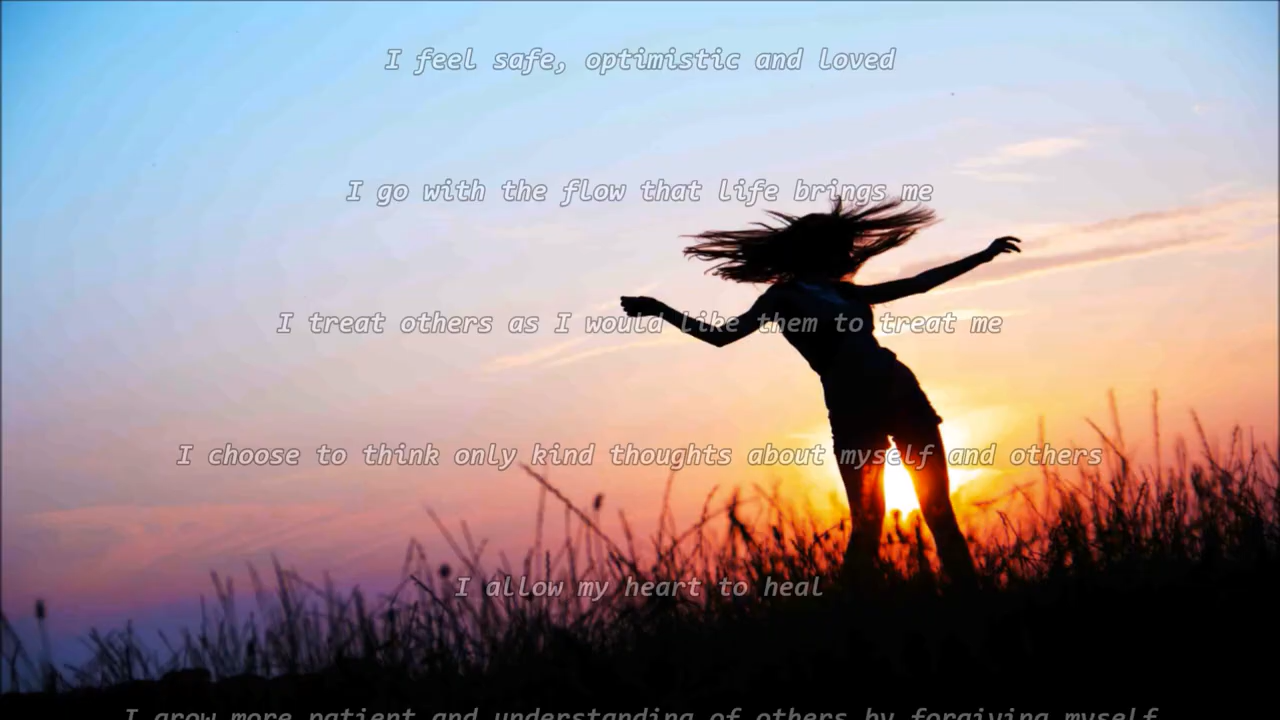 I feel safe, optimistic and loved
I go with the flow that life brings me
I treat others as I would like them to treat me
I choose to think only kind thoughts about myself and others
I allow my heart to heal
I grow more patient and understanding of others by forgiving myself